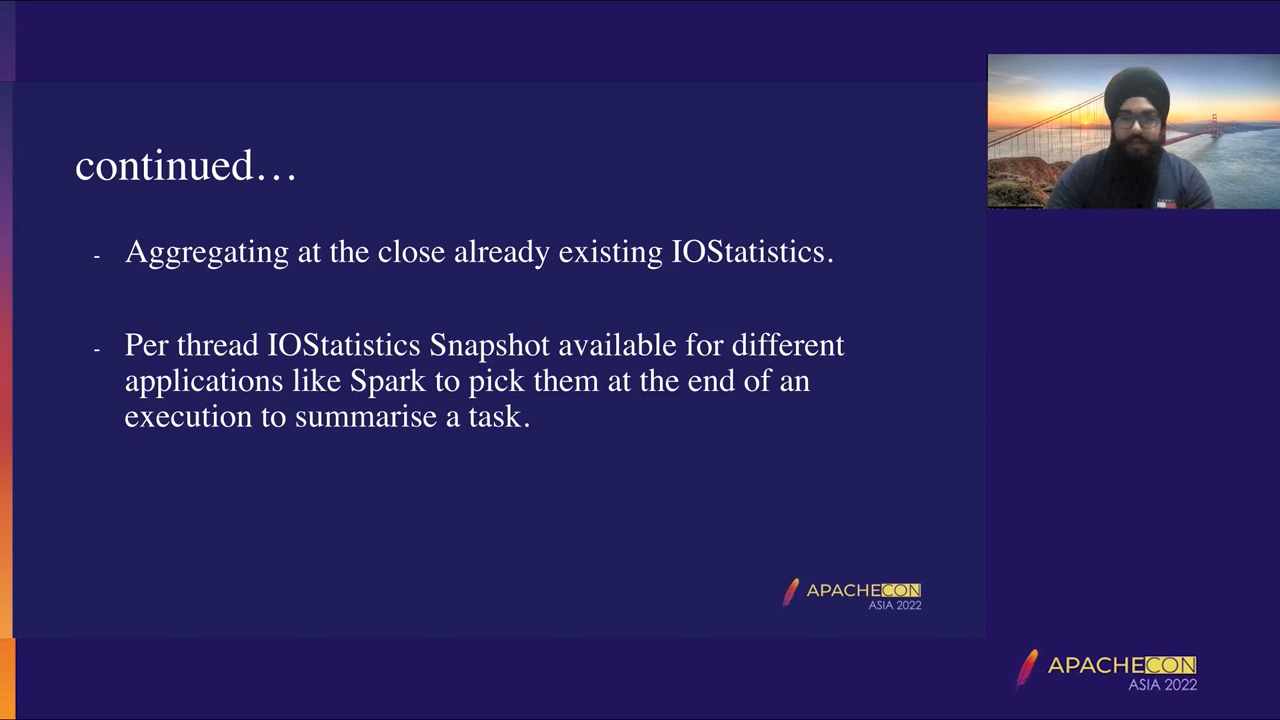 continued…
- Aggregating at the close already existing IOStatistics.
- Per thread IOStatistics Snapshot available for different
applications like Spark to pick them at the end of an
execution to summarise a task.
APACHECON
ASIA 2022
APACHECON
ASIA 2022